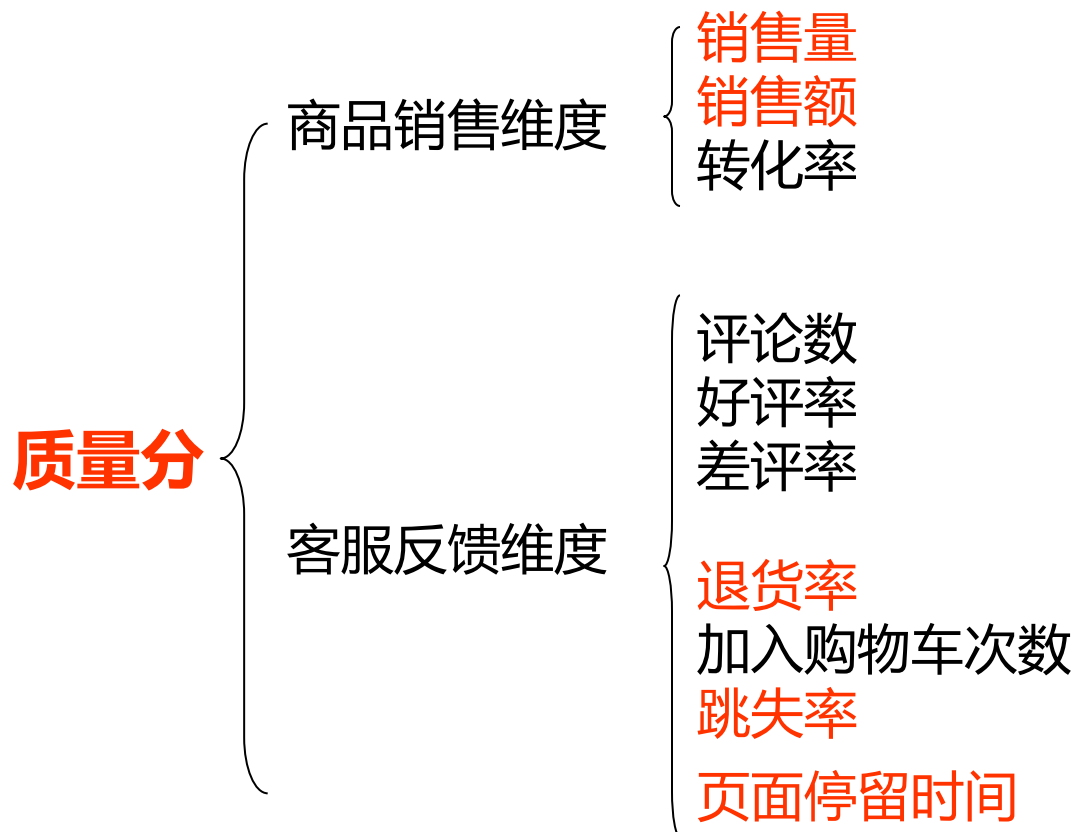 质量分
商品销售维度
销售量
销售额
转化率
客服反馈维度
评论数
好评率
差评率
退货率
加入购物车次数
跳失率
页面停留时间